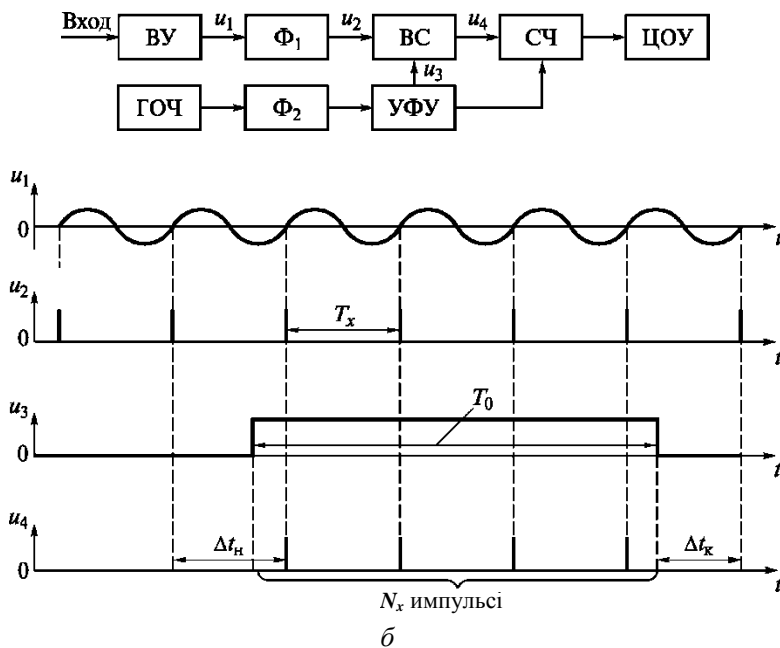 Вход
u1
u2
u4
ВУ
Ф1
ВС
СЧ
ЦОУ
u3
ГОЧ
Ф2
УФУ
u1
0
t
u2
Tx
0
t
u3
T0
0
t
u4
Δtн
Δtк
0
t
Nx импульсі
б